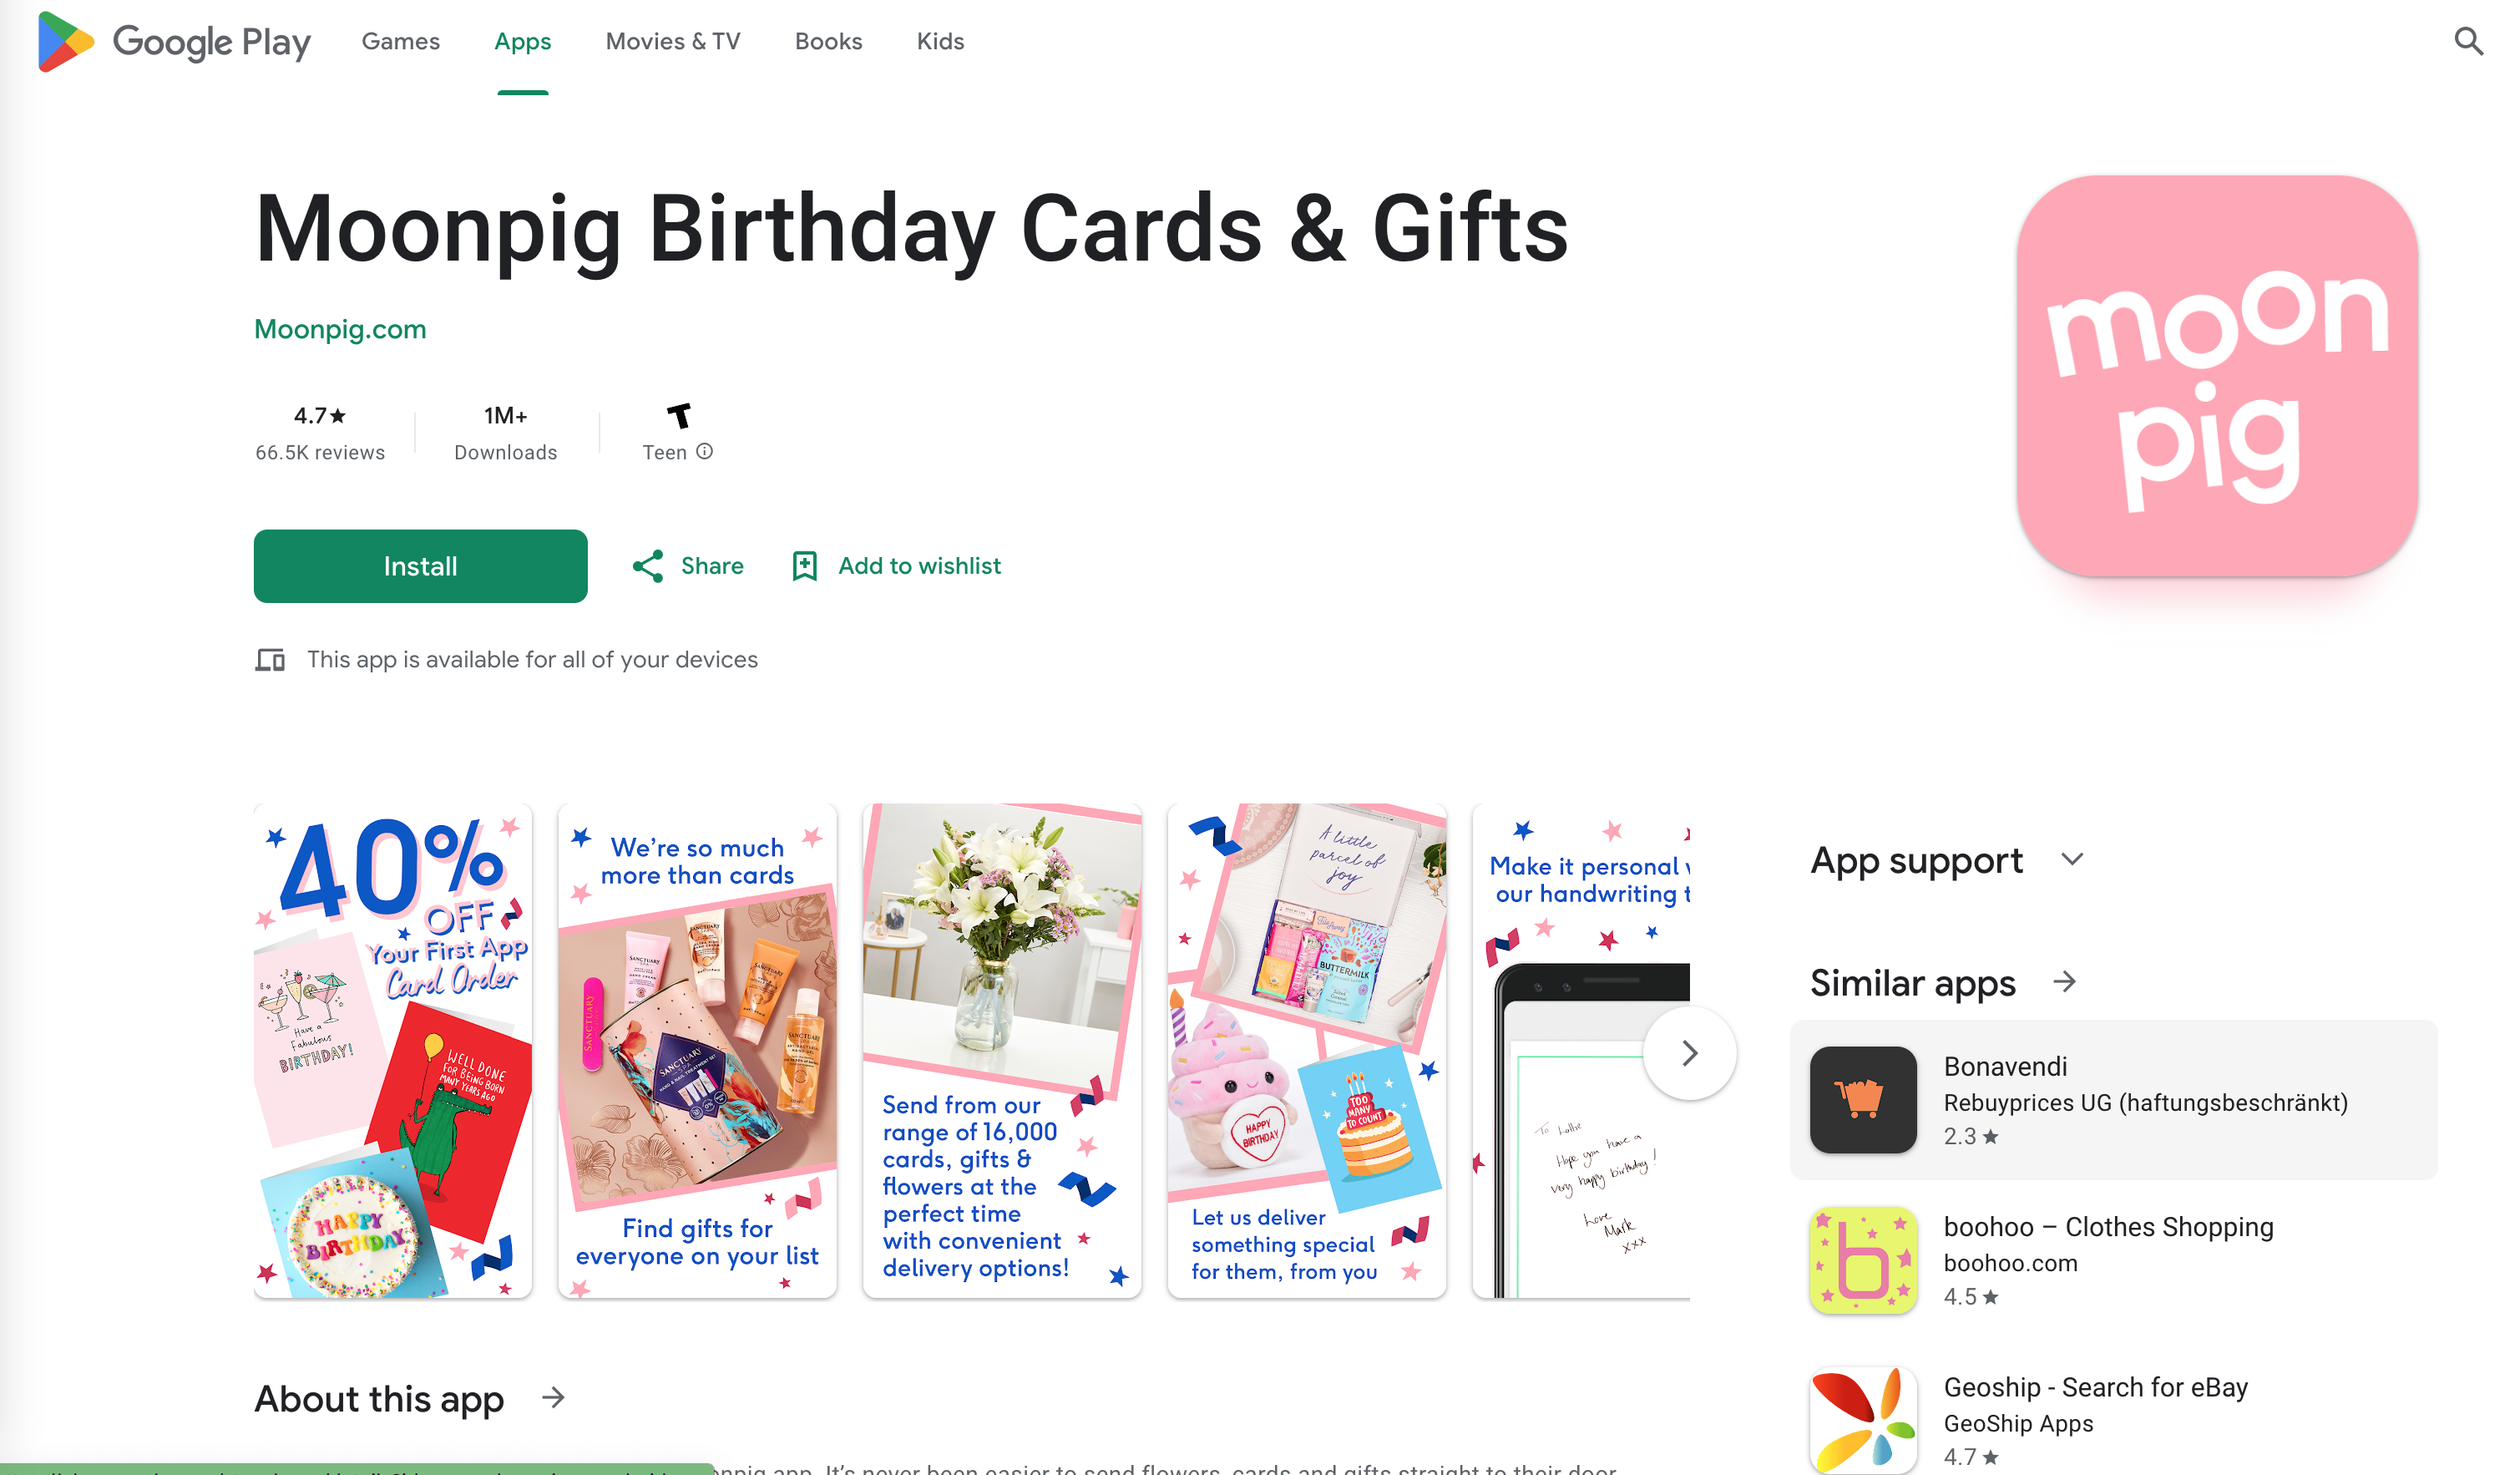 Google Play
Games
Apps
Movies & TV
Books
Kids
Moonpig Birthday Cards & Gifts
Moonpig.com
4.7★
66.5K reviews
1M+
Downloads
T
Teen
Install
Share
Add to wishlist
This app is available for all of your devices
moon
pig
40%
OFF
Your First App
Card Order
Have a
Fabulous
BIRTHDAY!
WELL DONE
FOR BEING BORN
MANY YEARS AGO
HAPPY
BIRTHDAY
We're so much
more than cards
SANCTUARY
SANCTUARY
SANCTUARY
SANCTUARY
SANCTUARY
Find gifts for
everyone on your list
Send from our
range of 16,000
cards, gifts &
flowers at the
perfect time
with convenient
delivery options!
A little
parcel of
joy
BUTTERMILK
HAPPY
BIRTHDAY
TOO
MANY
TO COUNT
Let us deliver
something special
for them, from you
Make it personal
our handwriting
To Lottie
Hope you have a
very happy birthday!
Love
Mark
xxx
App support
Similar apps
Bonavendi
Rebuyprices UG (haftungsbeschränkt)
2.3★
boohoo – Clothes Shopping
boohoo.com
4.5★
b
Geoship - Search for eBay
GeoShip Apps
4.7★
About this app
app. It's never been easier to send flowers, cards and gifts straight to their door